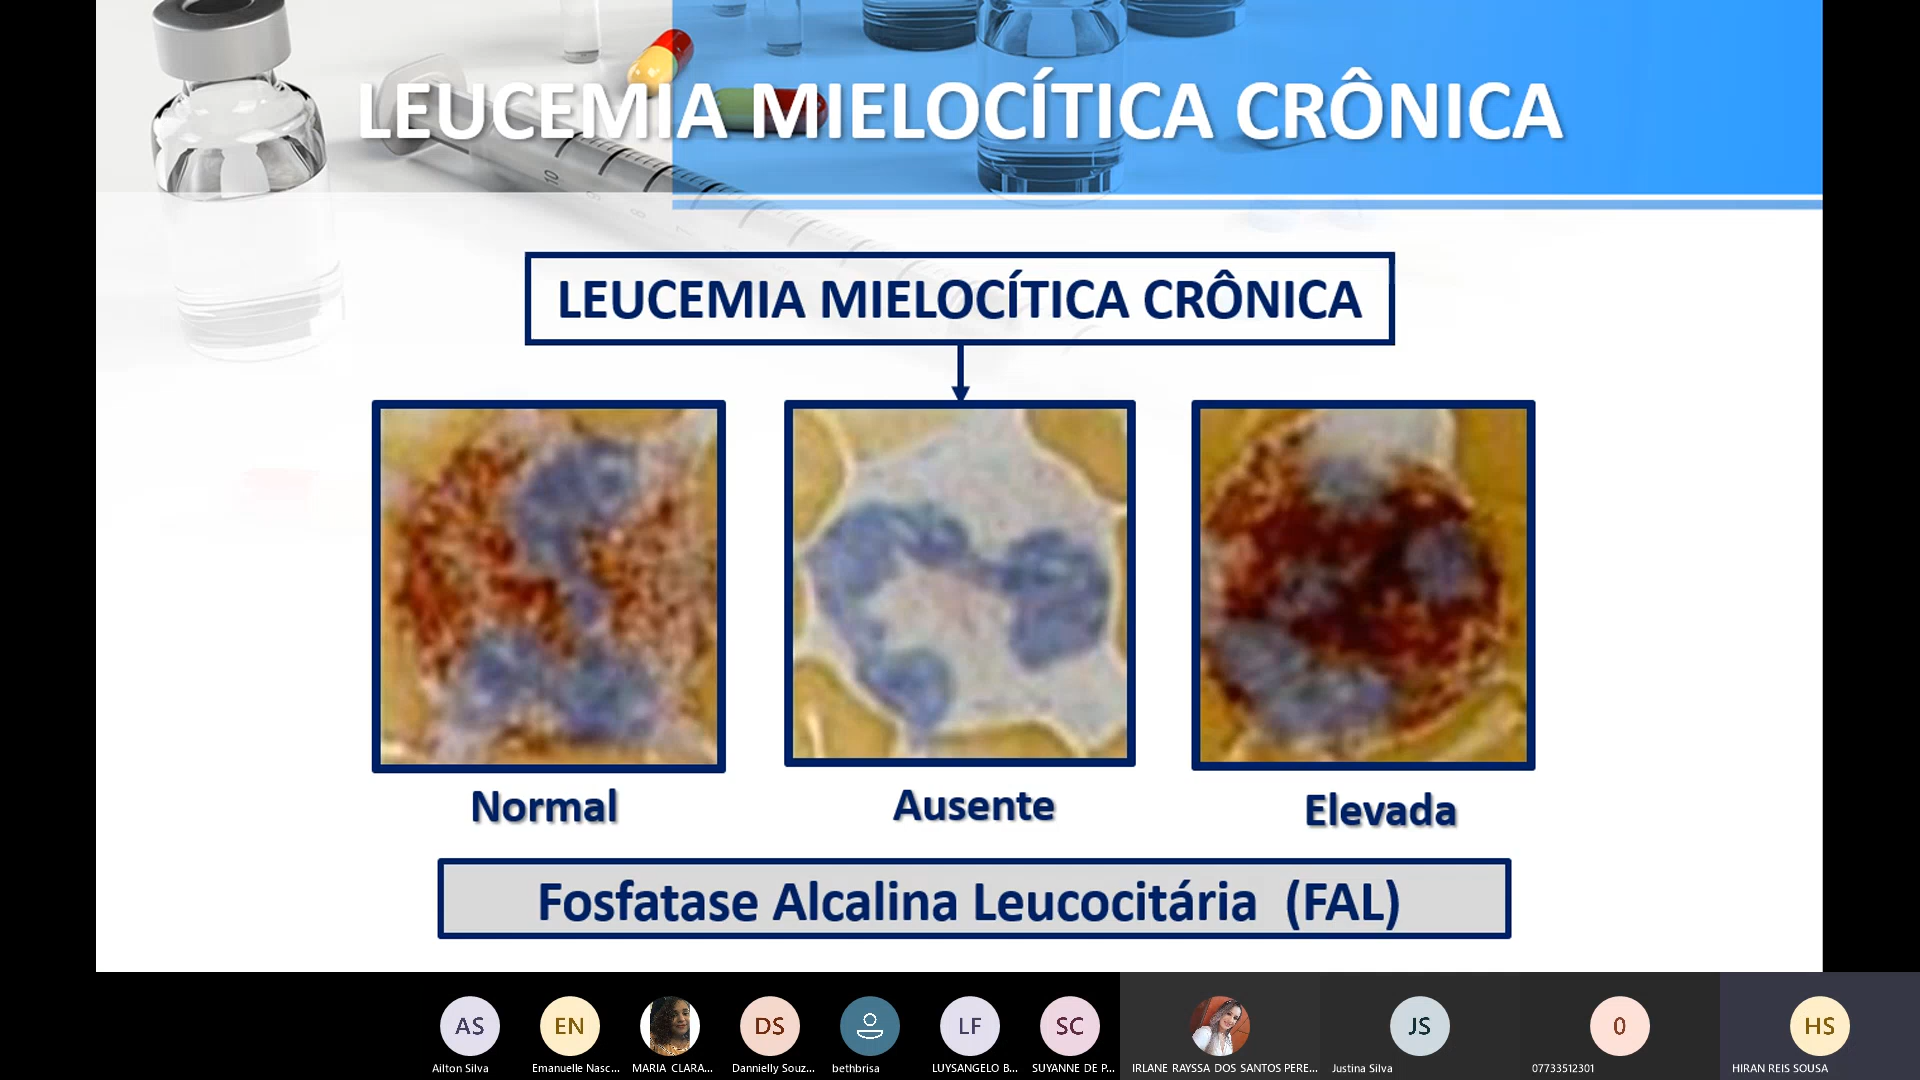 LEUCEMIA MIELOCÍTICA CRÔNICA
LEUCEMIA MIELOCÍTICA CRÔNICA
Normal
Ausente
Elevada
Fosfatase Alcalina Leucocitária (FAL)
AS
EN
DS
LF
SC
JS
0
HS
Ailton Silva
Emanuelle Nasc...
MARIA CLARA...
Dannielly Souz...
bethbrisa
LUYSANGELO B...
SUYANNE DE P...
IRLANE RAYSSA DOS SANTOS PERE...
Justina Silva
07733512301
HIRAN REIS SOUSA